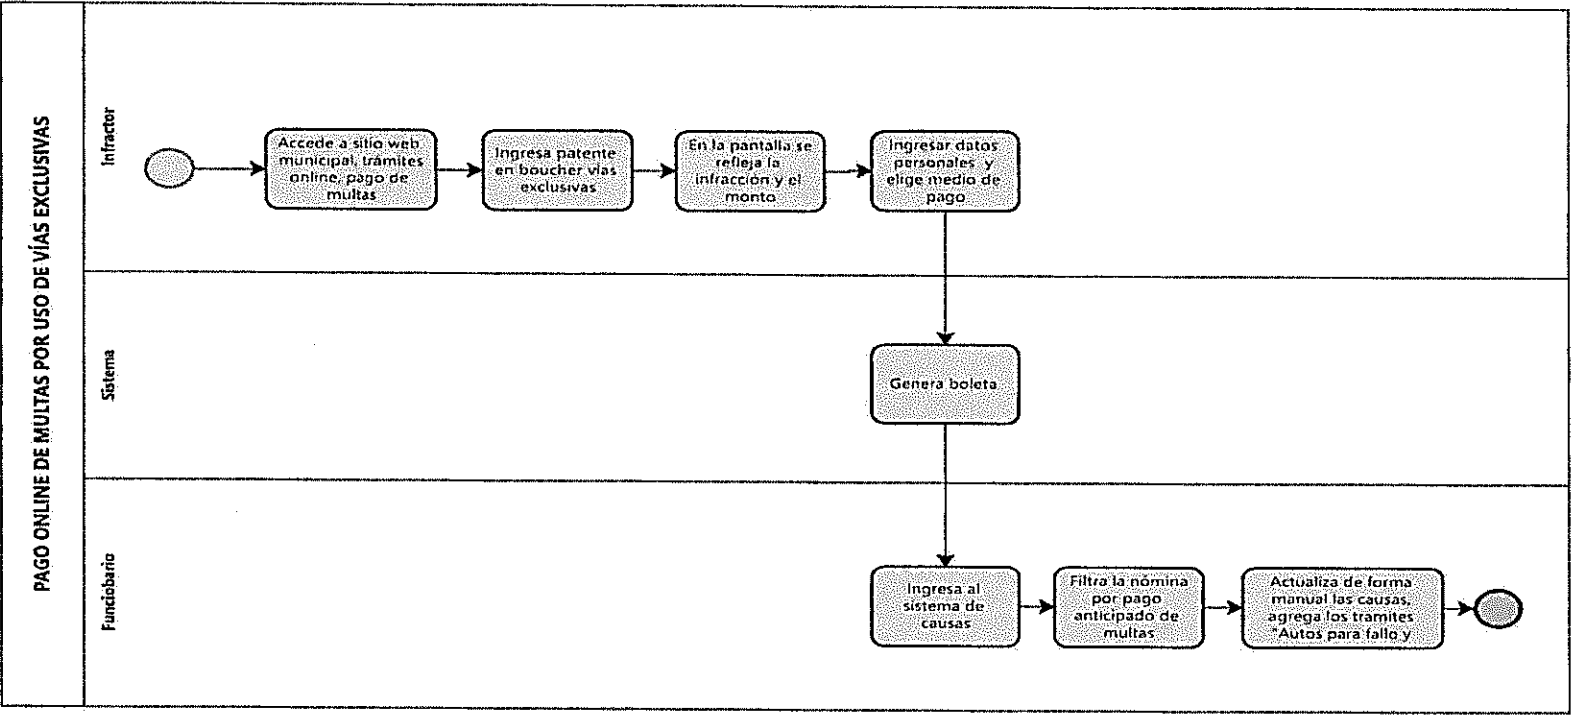 PAGO ONLINE DE MULTAS POR USO DE VÍAS EXCLUSIVAS
Infractor
Accede a sitio web
municipal, trámites
online, pago de
multas
Ingresa patente
en boucher vías
exclusivas
En la pantalla se
refleja la
infracción y el
monto
Ingresar datos
personales y
elige medio de
pago
Sistema
Genera boleta
Funciobario
Ingresa al
sistema de
causas
Filtra la nómina
por pago
anticipado de
multas
Actualiza de forma
manual las causas,
agrega los tramites
"Autos para fallo y